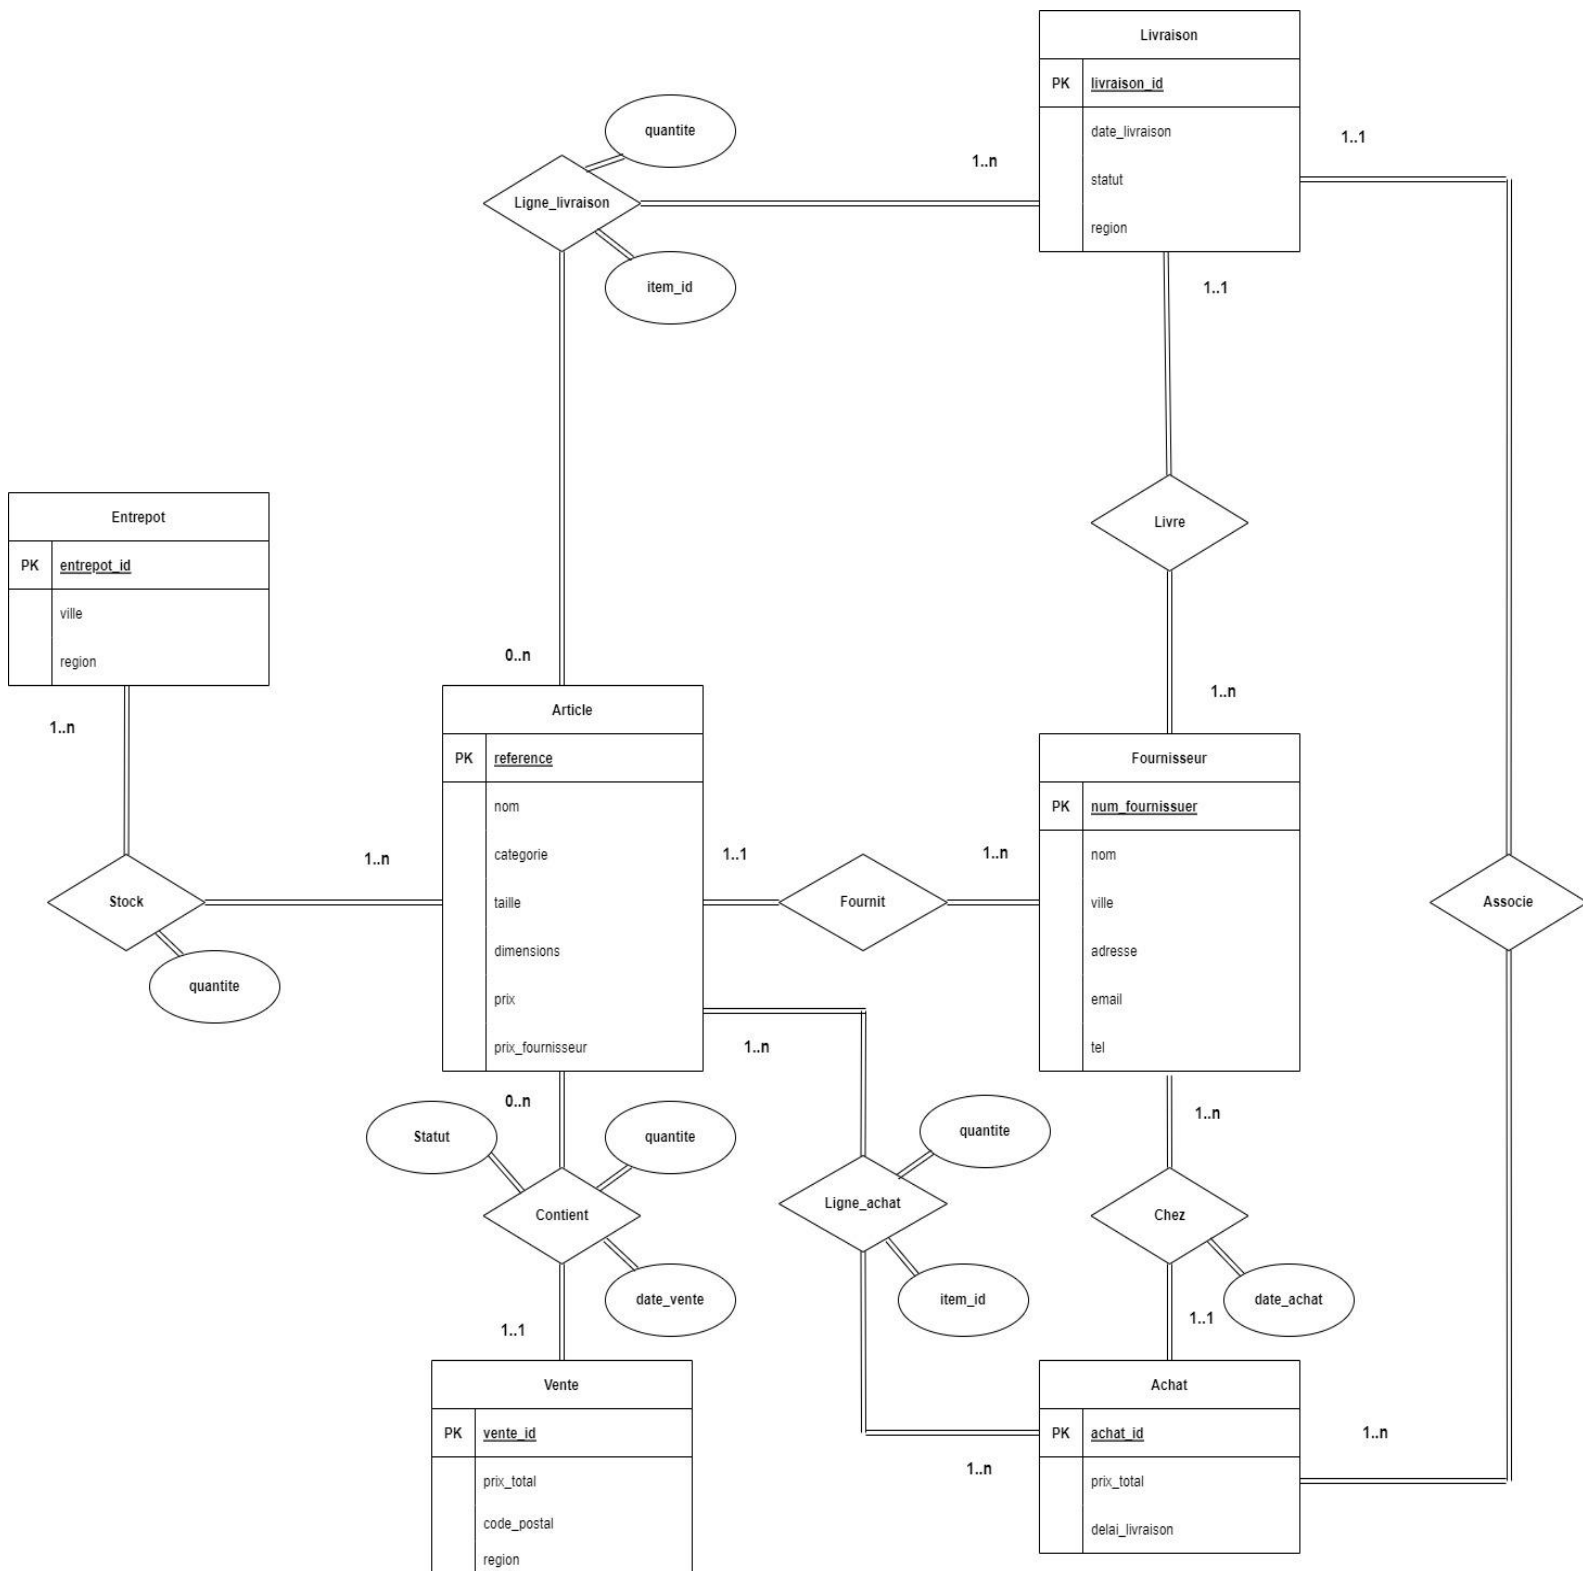 Livraison
PK livraison_id
date_livraison
statut
region
1..1
1..n
quantite
Ligne_livraison
item_id
1..1
Livre
Entrepot
PK entrepot_id
ville
region
1..n
0..n
1..n
Article
PK reference
nom
categorie
taille
dimensions
prix
prix_fournisseur
Fournisseur
PK num_fournissuer
nom
ville
adresse
email
tel
1..n
1..1
1..n
Stock
Fournit
Associe
quantite
1..n
0..n
1..n
Statut
quantite
quantite
Contient
Ligne_achat
Chez
date_vente
item_id
date_achat
1..1
1..1
Vente
PK vente_id
prix_total
code_postal
region
Achat
PK achat_id
prix_total
delai_livraison
1..n
1..n